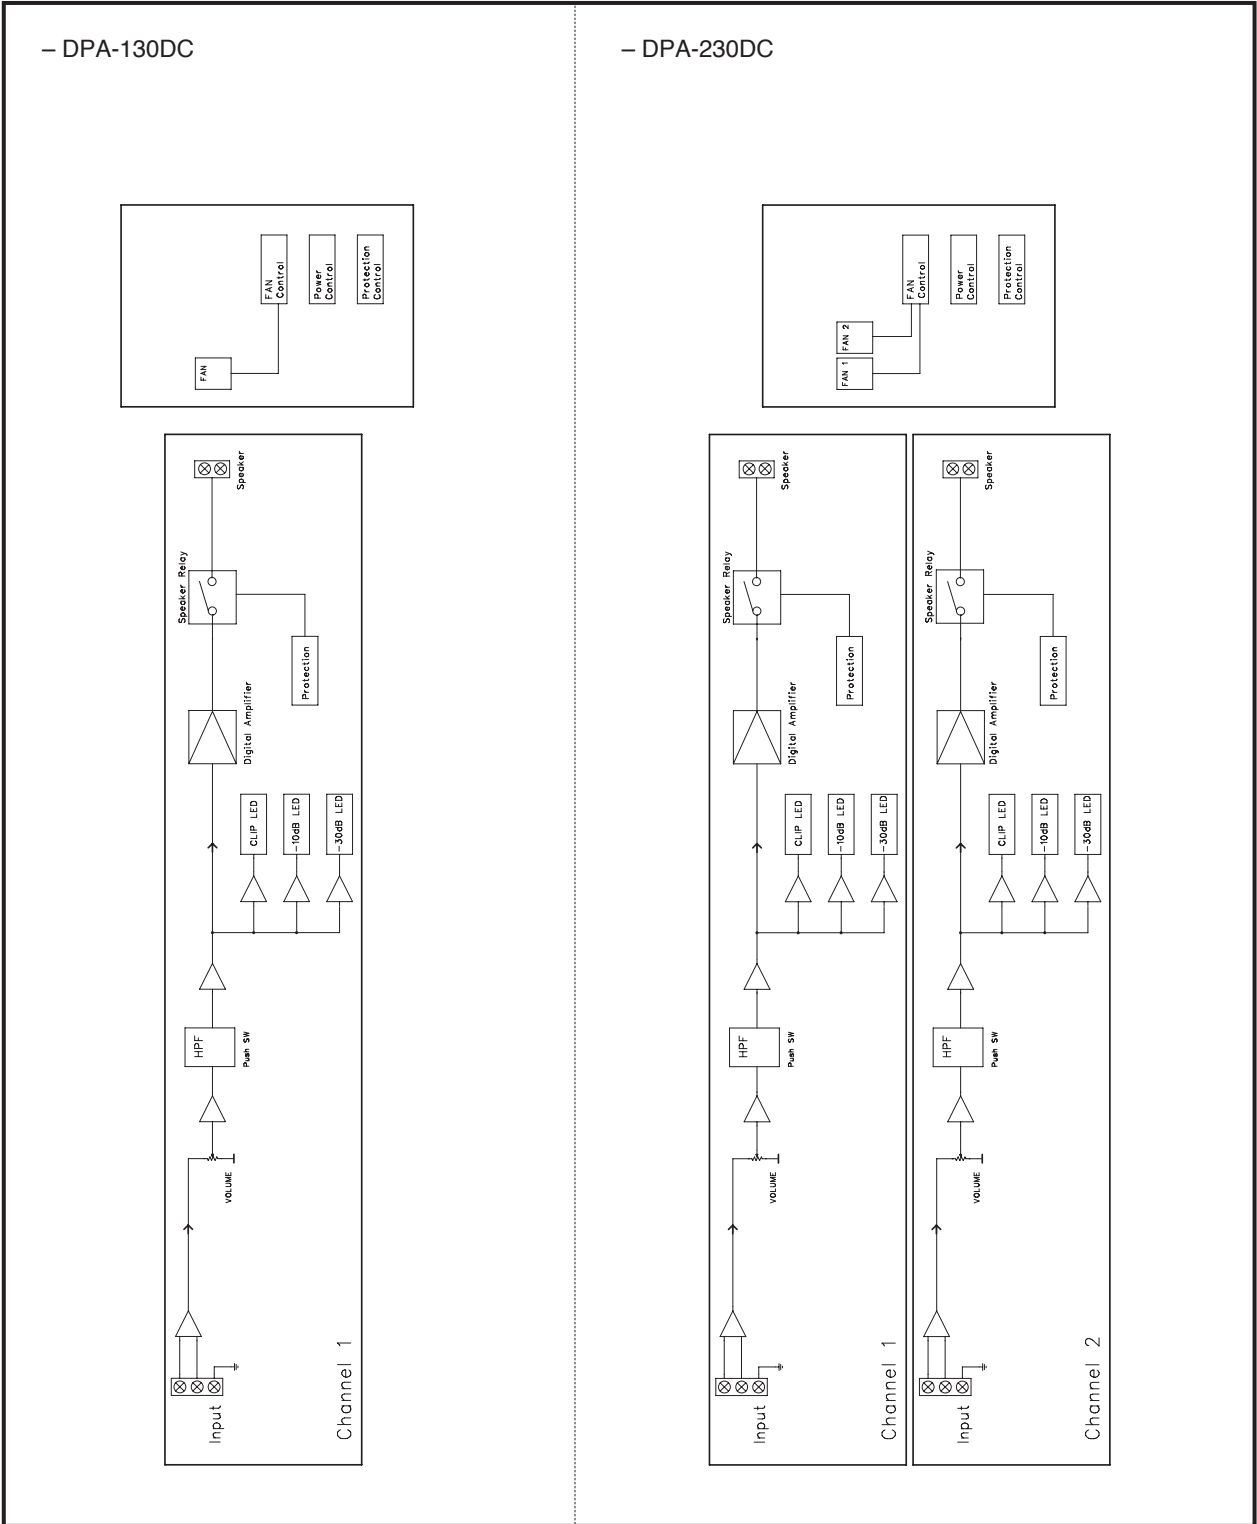 – DPA-130DC
FAN
FAN
Control
Power
Control
Protection
Control
Input
VOLUME
HPF
Push SW
CLIP LED
-10dB LED
-30dB LED
Digital Amplifier
Speaker Relay
Protection
Speaker
Channel 1
– DPA-230DC
FAN 1
FAN 2
FAN
Control
Power
Control
Protection
Control
Input
VOLUME
HPF
Push SW
CLIP LED
-10dB LED
-30dB LED
Digital Amplifier
Speaker Relay
Protection
Speaker
Channel 1
Input
VOLUME
HPF
Push SW
CLIP LED
-10dB LED
-30dB LED
Digital Amplifier
Speaker Relay
Protection
Speaker
Channel 2